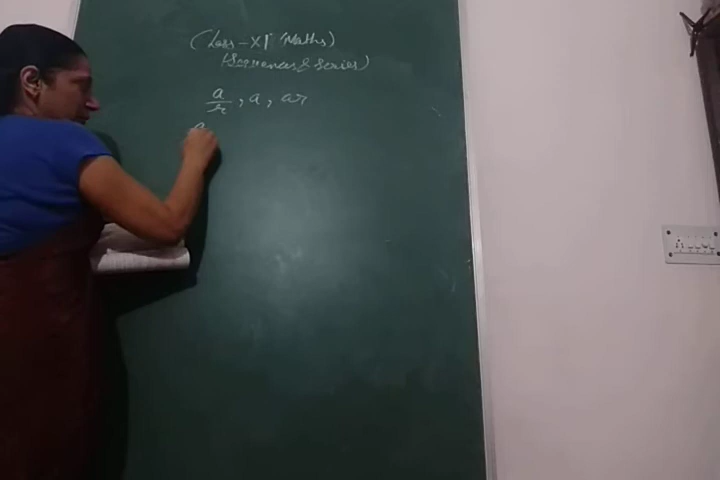 (Class-XI Maths)
(Sequences & Series)
a/r, a, ar
a